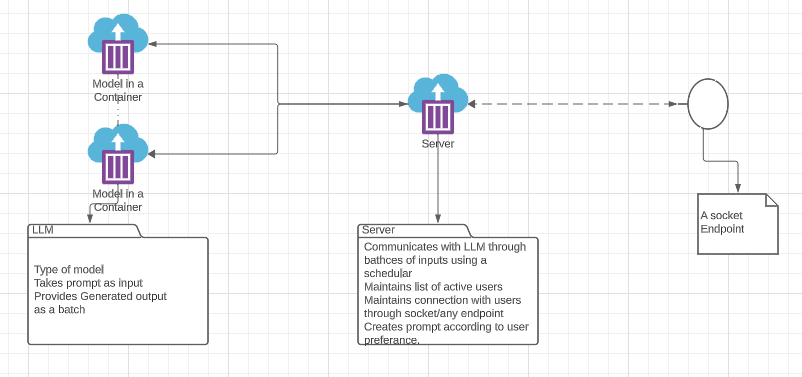 Model in a
Container
Model in a
Container
Server
A socket
Endpoint
LLM
Type of model
Takes prompt as input
Provides Generated output
as a batch
Server
Communicates with LLM through
bathces of inputs using a
schedular
Maintains list of active users
Maintains connection with users
through socket/any endpoint
Creates prompt according to user
preferance.